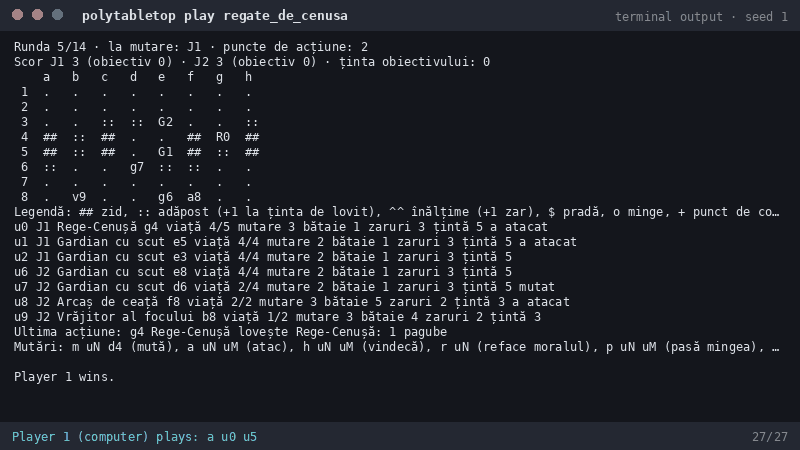 polytabletop play regate_de_cenusa
terminal output · seed 1
Runda 5/14 · la mutare: J1 · puncte de acțiune: 2
Scor J1 3 (obiectiv 0) · J2 3 (obiectiv 0) · ținta obiectivului: 0
a b c d e f g h
1 . . . . . . . .
2 . . . . . . . .
3 . . :: :: G2 . . ::
4 ## :: ## . . ## R0 ##
5 ## :: ## . G1 ## :: ##
6 :: . . g7 :: :: . .
7 . . . . . . . .
8 . v9 . . g6 a8 . .
Legendă: ## zid, :: adăpost (+1 la ținta de lovit), ^^ înălțime (+1 zar), $ pradă, o minge, + punct de co…
u0 J1 Rege-Cenușă g4 viață 4/5 mutare 3 bătaie 1 zaruri 3 țintă 5 a atacat
u1 J1 Gardian cu scut e5 viață 4/4 mutare 2 bătaie 1 zaruri 3 țintă 5 a atacat
u2 J1 Gardian cu scut e3 viață 4/4 mutare 2 bătaie 1 zaruri 3 țintă 5
u6 J2 Gardian cu scut e8 viață 4/4 mutare 2 bătaie 1 zaruri 3 țintă 5
u7 J2 Gardian cu scut d6 viață 2/4 mutare 2 bătaie 1 zaruri 3 țintă 5 mutat
u8 J2 Arcaș de ceață f8 viață 2/2 mutare 3 bătaie 5 zaruri 2 țintă 3 a atacat
u9 J2 Vrăjitor al focului b8 viață 1/2 mutare 3 bătaie 4 zaruri 2 țintă 3
Ultima acțiune: g4 Rege-Cenușă lovește Rege-Cenușă: 1 pagube
Mutări: m uN d4 (mută), a uN uM (atac), h uN uM (vindecă), r uN (reface moralul), p uN uM (pasă mingea), …
Player 1 wins.
Player 1 (computer) plays: a u0 u5
27/27